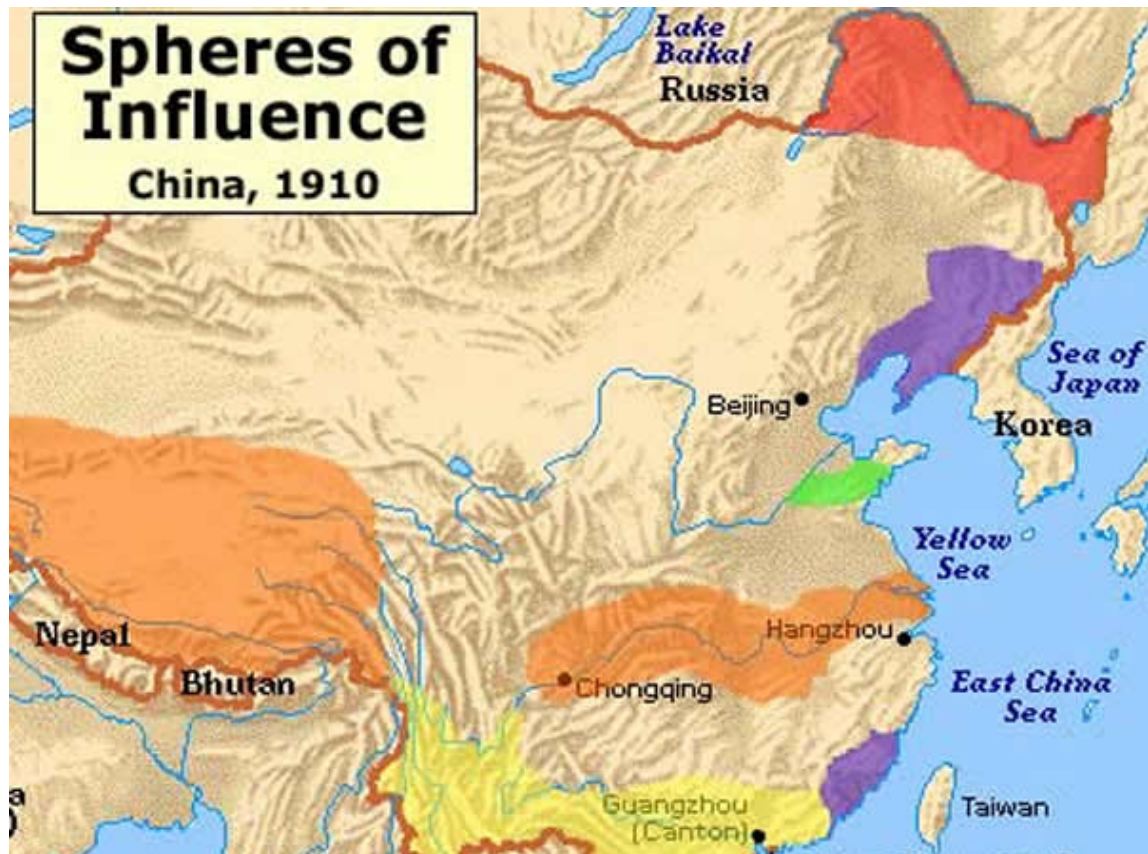 Spheres of
Influence
China, 1910
Lake
Baikal
Russia
Sea of
Japan
Beijing
Korea
Yellow
Sea
Nepal
Bhutan
Hangzhou
Chongqing
East China
Sea
Guangzhou
(Canton)
Taiwan
a
)